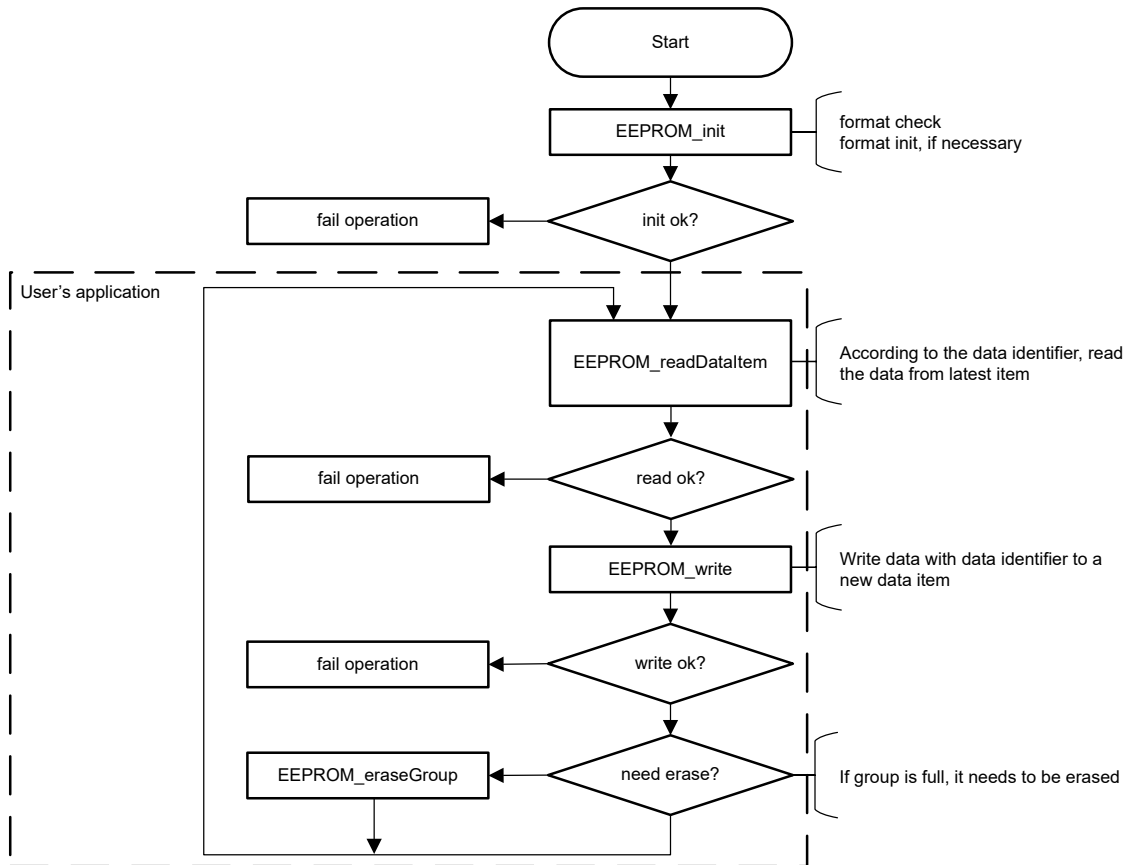 Start
EEPROM_init
format check
format init, if necessary
fail operation
init ok?
User’s application
EEPROM_readDataItem
According to the data identifier, read
the data from latest item
fail operation
read ok?
EEPROM_write
Write data with data identifier to a
new data item
fail operation
write ok?
EEPROM_eraseGroup
need erase?
If group is full, it needs to be erased